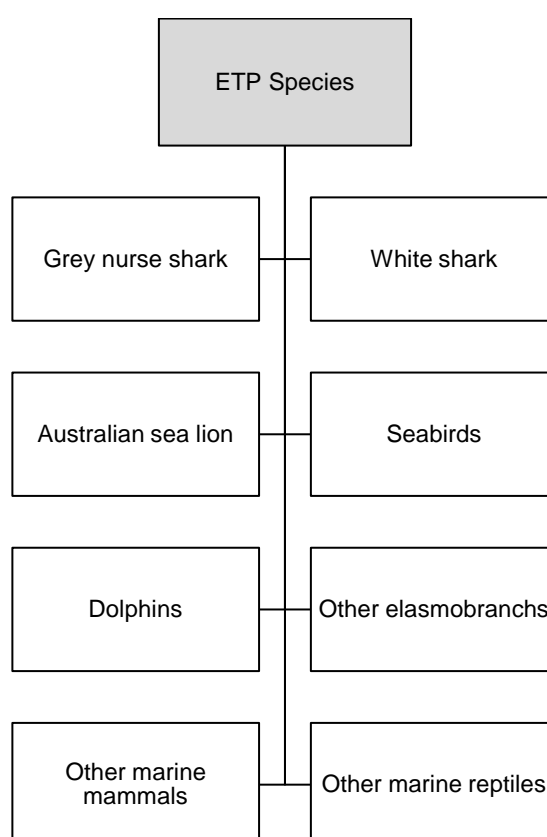 ETP Species
Grey nurse shark
White shark
Australian sea lion
Seabirds
Dolphins
Other elasmobranchs
Other marine
mammals
Other marine reptiles